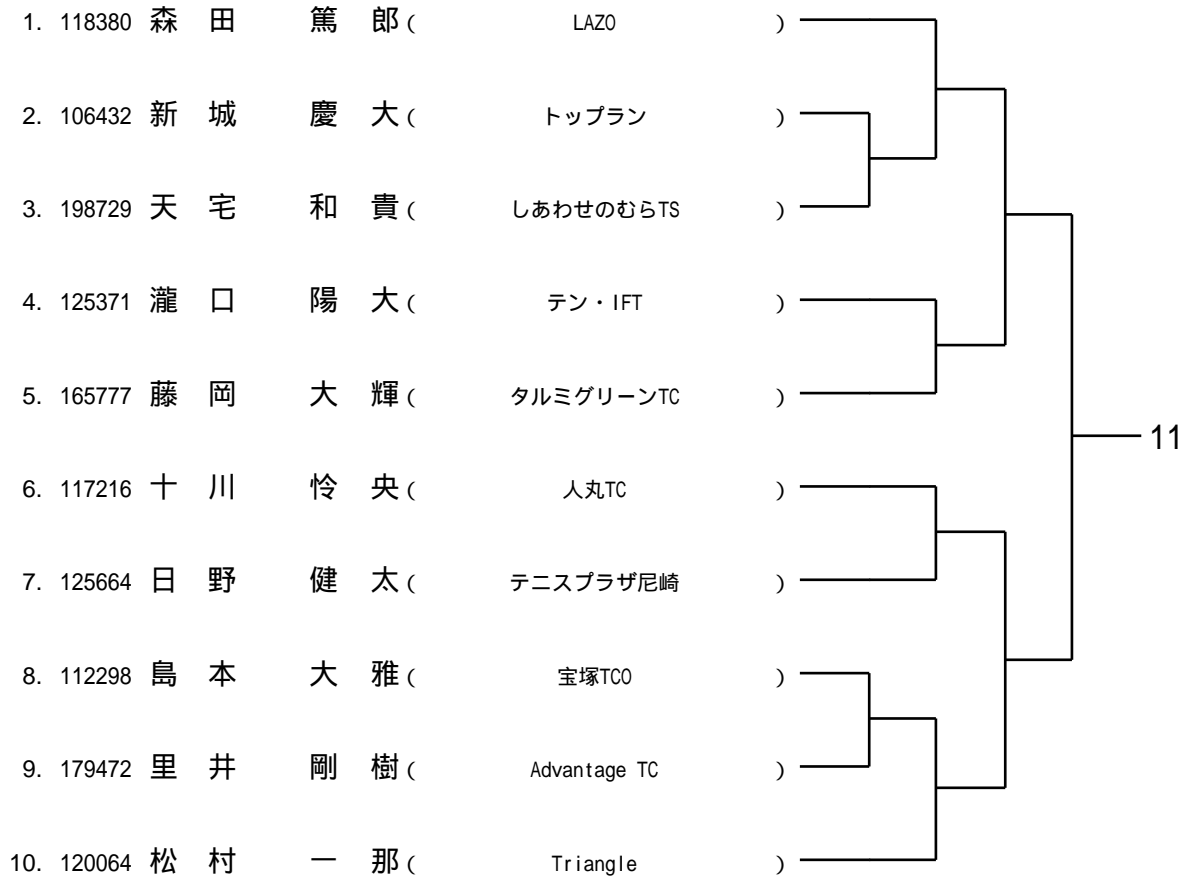 1. 118380 森 田 篤 郎 ( LAZO )
2. 106432 新 城 慶 大 ( トップラン )
3. 198729 天 宅 和 貴 ( しあわせのむらTS )
4. 125371 瀧 口 陽 大 ( テン・IFT )
5. 165777 藤 岡 大 輝 ( タルミグリーンTC )
11
6. 117216 十 川 怜 央 ( 人丸TC )
7. 125664 日 野 健 太 ( テニスプラザ尼崎 )
8. 112298 島 本 大 雅 ( 宝塚TCO )
9. 179472 里 井 剛 樹 ( Advantage TC )
10. 120064 松 村 一 那 ( Triangle )